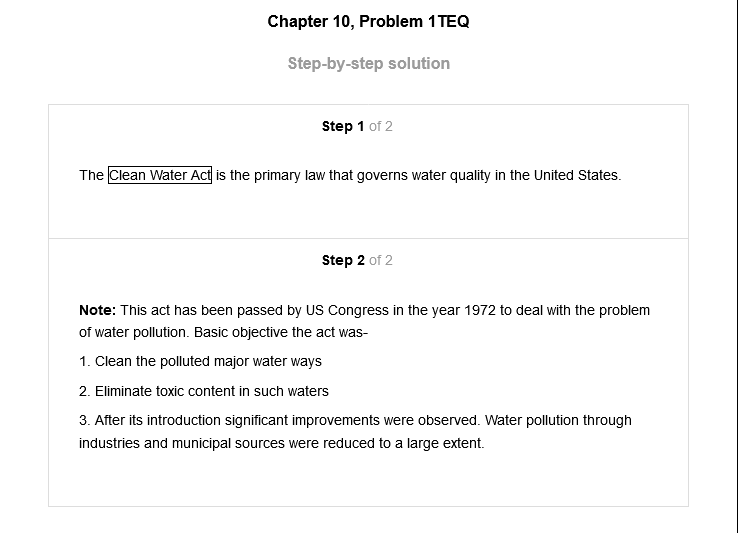 Chapter 10, Problem 1TEQ
Step-by-step solution
Step 1 of 2
The Clean Water Act is the primary law that governs water quality in the United States.
Step 2 of 2
Note: This act has been passed by US Congress in the year 1972 to deal with the problem
of water pollution. Basic objective the act was-
1. Clean the polluted major water ways
2. Eliminate toxic content in such waters
3. After its introduction significant improvements were observed. Water pollution through
industries and municipal sources were reduced to a large extent.